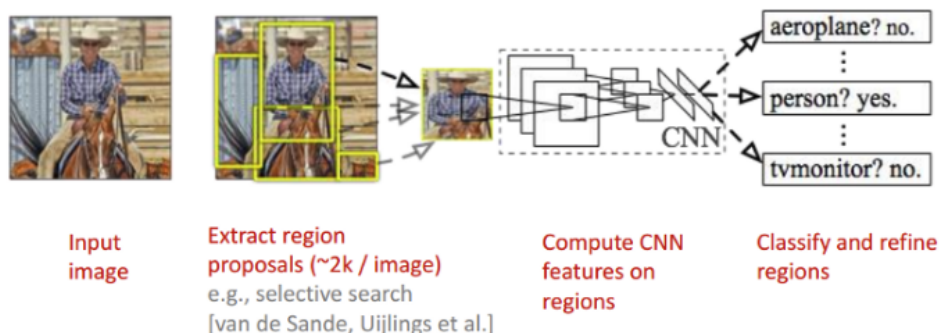 aeroplane? no.
person? yes.
CNN
tvmonitor? no.
Input
image
Extract region
proposals (~2k / image)
e.g., selective search
[van de Sande, Uijlings et al.]
Compute CNN
features on
regions
Classify and refine
regions